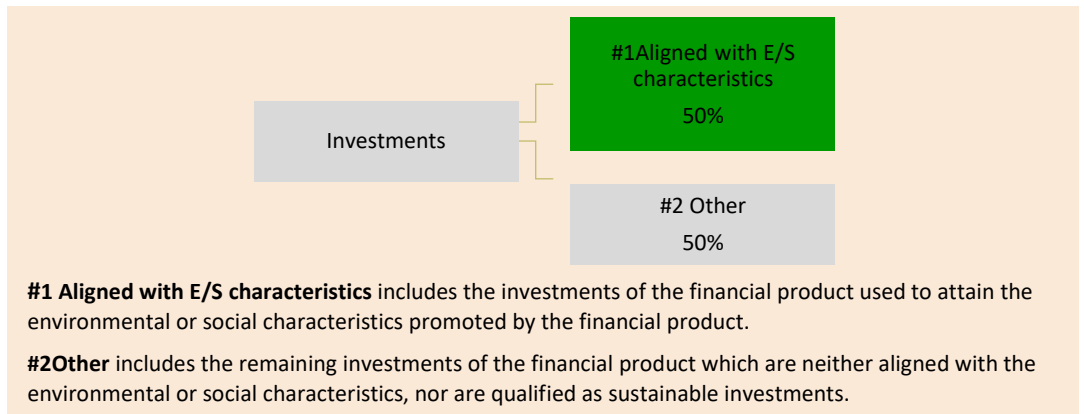 #1Aligned with E/S
characteristics
50%
Investments
#2 Other
50%
#1 Aligned with E/S characteristics includes the investments of the financial product used to attain the
environmental or social characteristics promoted by the financial product.
#2Other includes the remaining investments of the financial product which are neither aligned with the
environmental or social characteristics, nor are qualified as sustainable investments.